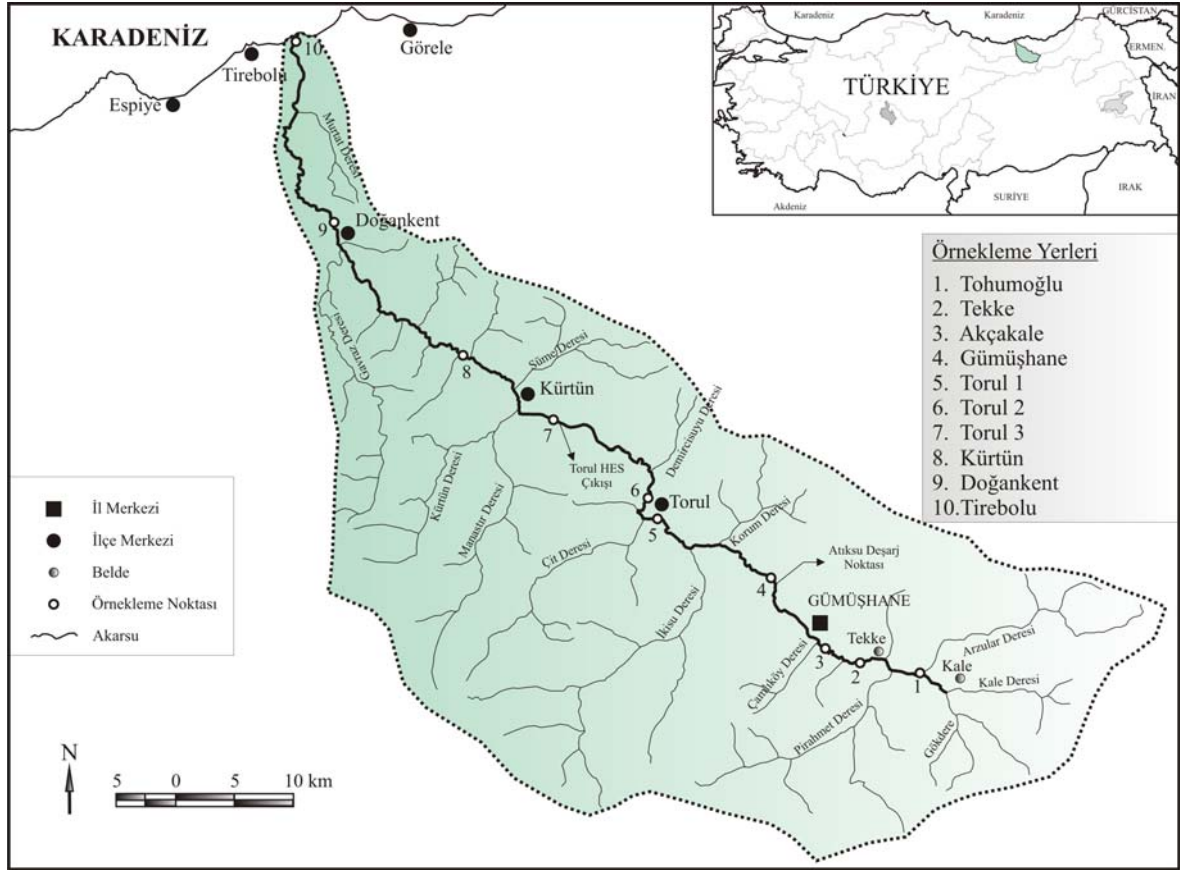 KARADENİZ
10
Görele
Tirebolu
Espiye
Murtat Deresi
9
Doğankent
Gavraz Deresi
8
Süme Deresi
Kürtün
7
Torul HES
Çıkışı
Demircisuyu Deresi
6
Torul
5
Kürtün Deresi
Manastır Deresi
Çit Deresi
Korum Deresi
İkisu Deresi
4
Atıksu Deşarj
Noktası
GÜMÜŞHANE
Tekke
3
2
1
Kale
Arzular Deresi
Kale Deresi
Çamlıköy Deresi
Pirahmet Deresi
Gökdere
Karadeniz
Karadeniz
GÜRCİSTAN
ERMEN.
TÜRKİYE
İRAN
SURİYE
IRAK
Akdeniz
Örnekleme Yerleri
1. Tohumoğlu
2. Tekke
3. Akçakale
4. Gümüşhane
5. Torul 1
6. Torul 2
7. Torul 3
8. Kürtün
9. Doğankent
10.Tirebolu
İl Merkezi
İlçe Merkezi
Belde
Örnekleme Noktası
Akarsu
N
5 0 5 10 km